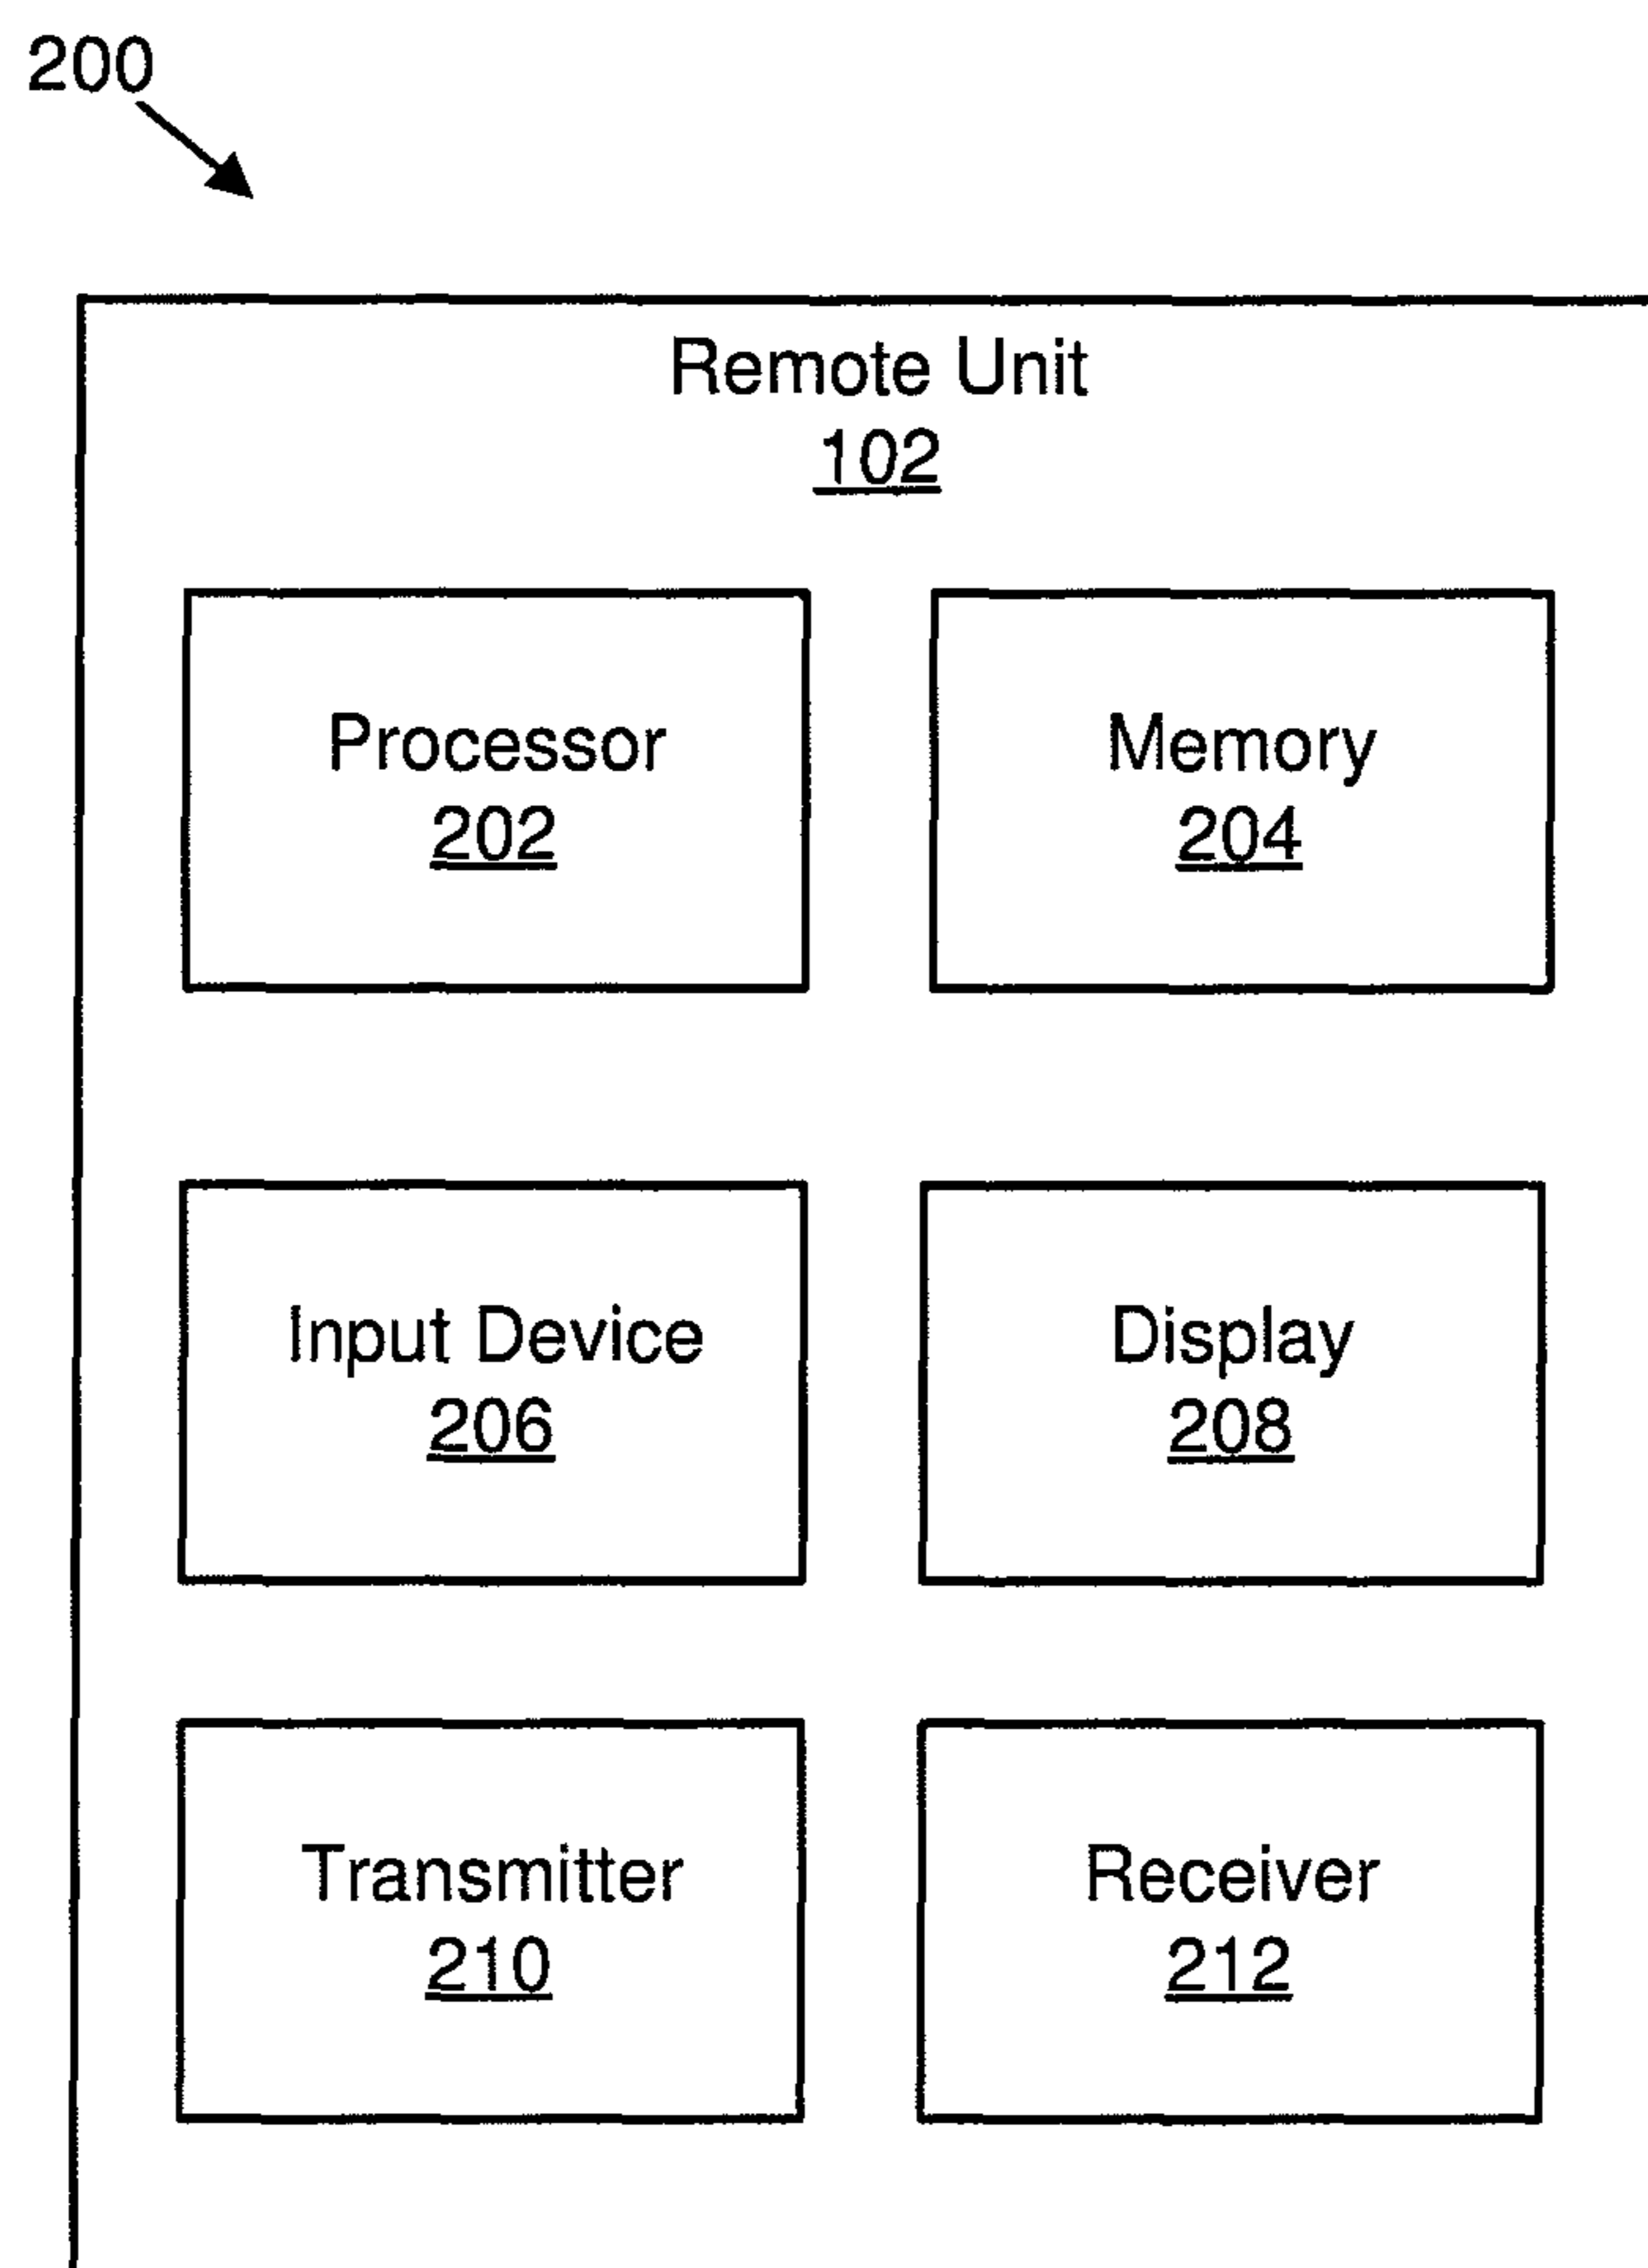 200
Remote Unit
102
Processor
202
Memory
204
Input Device
206
Display
208
Transmitter
210
Receiver
212